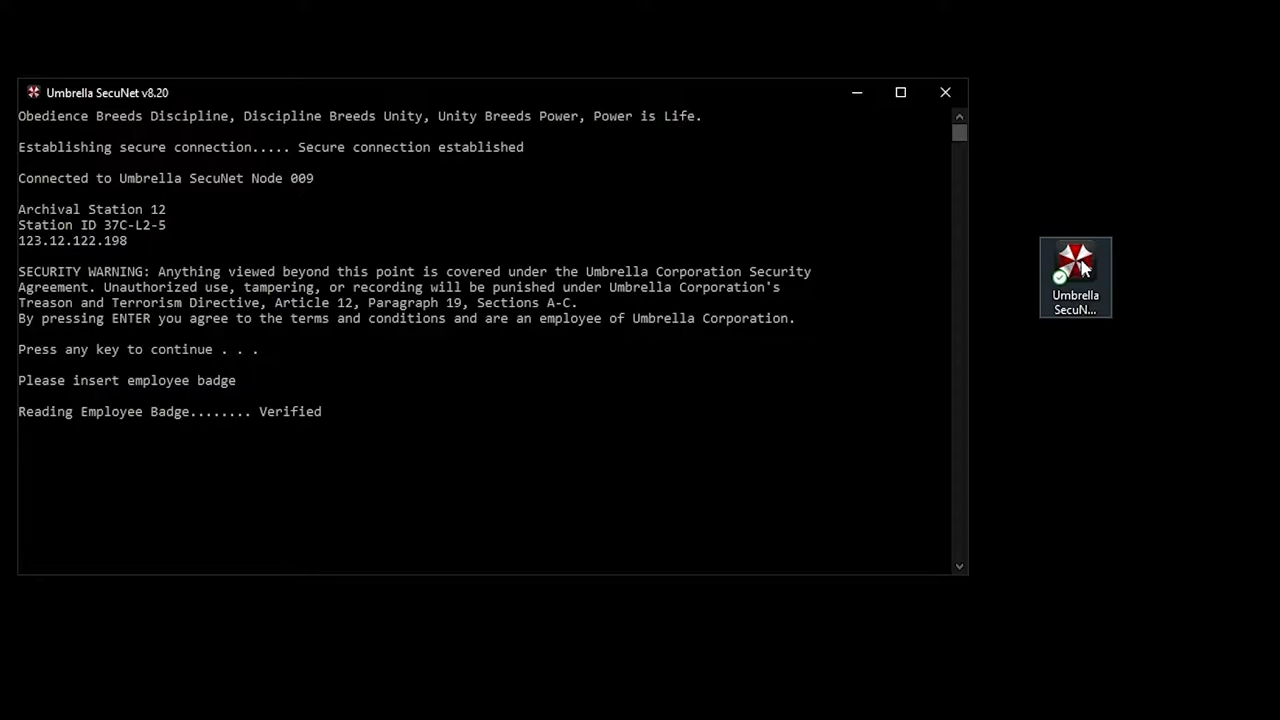 Umbrella SecuNet v8.20
Obedience Breeds Discipline, Discipline Breeds Unity, Unity Breeds Power, Power is Life.
Establishing secure connection..... Secure connection established
Connected to Umbrella SecuNet Node 009
Archival Station 12
Station ID 37C-L2-5
123.12.122.198
SECURITY WARNING: Anything viewed beyond this point is covered under the Umbrella Corporation Security
Agreement. Unauthorized use, tampering, or recording will be punished under Umbrella Corporation's
Treason and Terrorism Directive, Article 12, Paragraph 19, Sections A-C.
By pressing ENTER you agree to the terms and conditions and are an employee of Umbrella Corporation.
Press any key to continue . . .
Please insert employee badge
Reading Employee Badge........ Verified
Umbrella
SecuN...